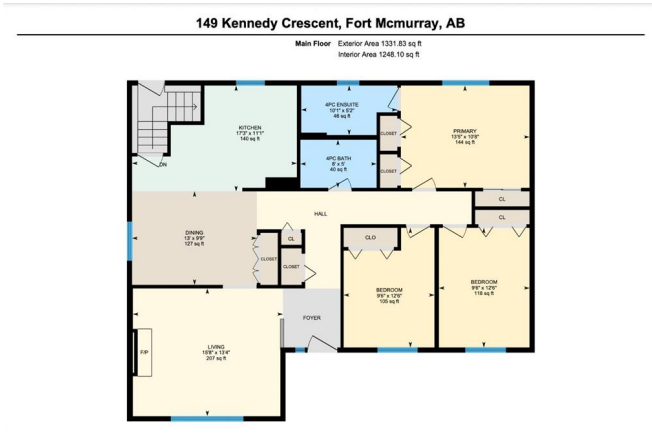 149 Kennedy Crescent, Fort Mcmurray, AB
Main Floor Exterior Area 1331.83 sq ft
Interior Area 1248.10 sq ft
KITCHEN
17'3" x 11'1"
140 sq ft
4PC ENSUITE
10'1" x 5'2"
46 sq ft
CLOSET
PRIMARY
13'5" x 10'8"
144 sq ft
DN
4PC BATH
8' x 5'
40 sq ft
CLOSET
CL
CL
HALL
DINING
13' x 9'9"
127 sq ft
CLOSET
CL
CLOSET
CLO
BEDROOM
9'6" x 12'6"
105 sq ft
BEDROOM
9'6" x 12'6"
118 sq ft
FOYER
LIVING
15'8" x 13'4"
207 sq ft
F/P